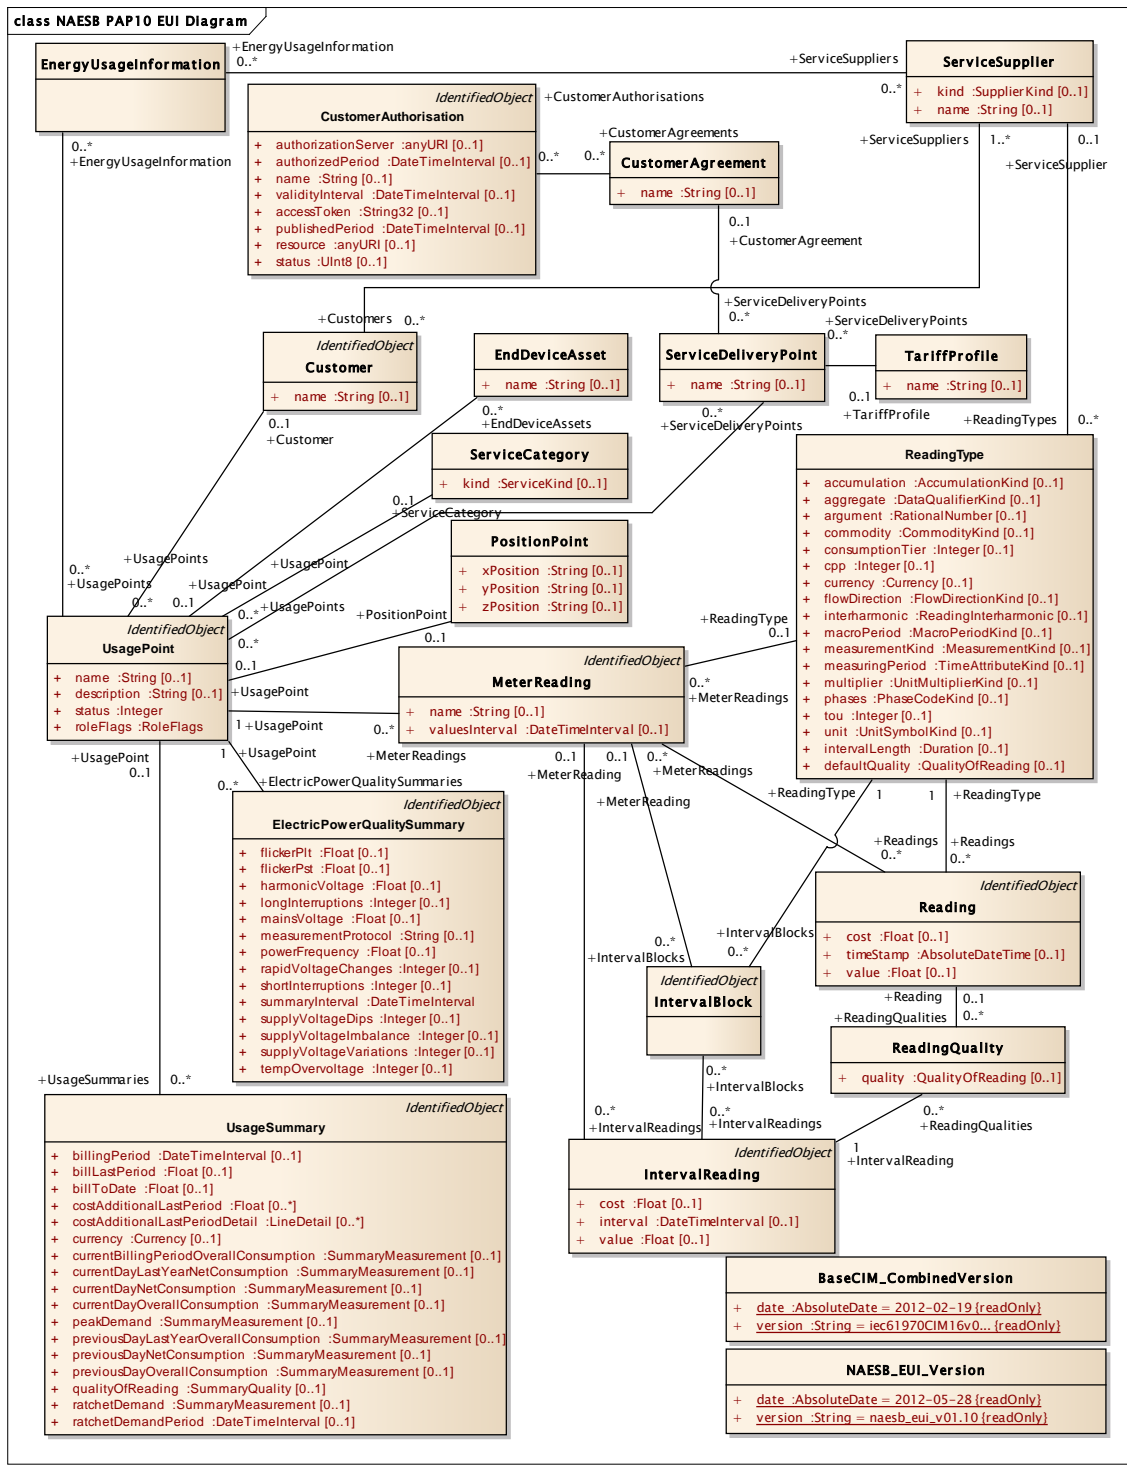 class NAESB PAP10 EUI Diagram
EnergyUsageInformation
+EnergyUsageInformation
0..*
+ServiceSuppliers
0..*
ServiceSupplier
+ kind :SupplierKind [0..1]
+ name :String [0..1]
IdentifiedObject
CustomerAuthorisation
+ authorizationServer :anyURI [0..1]
+ authorizedPeriod :DateTimeInterval [0..1]
+ name :String [0..1]
+ validityInterval :DateTimeInterval [0..1]
+ accessToken :String32 [0..1]
+ publishedPeriod :DateTimeInterval [0..1]
+ resource :anyURI [0..1]
+ status :UInt8 [0..1]
+CustomerAuthorisations
0..*
+CustomerAgreements
0..*
CustomerAgreement
+ name :String [0..1]
+ServiceSuppliers
1..*
0..1
+ServiceSupplier
0..*
+EnergyUsageInformation
0..1
+CustomerAgreement
+ServiceDeliveryPoints
0..*
+Customers
0..*
IdentifiedObject
Customer
+ name :String [0..1]
EndDeviceAsset
+ name :String [0..1]
ServiceDeliveryPoint
+ name :String [0..1]
+ServiceDeliveryPoints
0..*
TariffProfile
+ name :String [0..1]
0..1
+TariffProfile
0..1
+Customer
0..*
+EndDeviceAssets
0..*
+ServiceDeliveryPoints
+ReadingTypes
0..*
ServiceCategory
+ kind :ServiceKind [0..1]
0..1
+ServiceCategory
PositionPoint
+ xPosition :String [0..1]
+ yPosition :String [0..1]
+ zPosition :String [0..1]
+PositionPoint
0..1
ReadingType
+ accumulation :AccumulationKind [0..1]
+ aggregate :DataQualifierKind [0..1]
+ argument :RationalNumber [0..1]
+ commodity :CommodityKind [0..1]
+ consumptionTier :Integer [0..1]
+ cpp :Integer [0..1]
+ currency :Currency [0..1]
+ flowDirection :FlowDirectionKind [0..1]
+ interharmonic :ReadingInterharmonic [0..1]
+ macroPeriod :MacroPeriodKind [0..1]
+ measurementKind :MeasurementKind [0..1]
+ measuringPeriod :TimeAttributeKind [0..1]
+ multiplier :UnitMultiplierKind [0..1]
+ phases :PhaseCodeKind [0..1]
+ tou :Integer [0..1]
+ unit :UnitSymbolKind [0..1]
+ intervalLength :Duration [0..1]
+ defaultQuality :QualityOfReading [0..1]
0..*
+UsagePoints
+UsagePoints
0..*
+UsagePoint
0..1
+UsagePoint
0..*
+UsagePoints
0..*
0..1
+UsagePoint
IdentifiedObject
UsagePoint
+ name :String [0..1]
+ description :String [0..1]
+ status :Integer
+ roleFlags :RoleFlags
+ReadingType
0..1
0..*
+MeterReadings
IdentifiedObject
MeterReading
+ name :String [0..1]
+ valuesInterval :DateTimeInterval [0..1]
1 +UsagePoint
0..*
+MeterReadings
1 +UsagePoint
0..*
+ElectricPowerQualitySummaries
+UsagePoint
0..1
0..1
+MeterReading
0..1
+MeterReading
0..*
+MeterReadings
+ReadingType
1
1
+ReadingType
IdentifiedObject
ElectricPowerQualitySummary
+ flickerPlt :Float [0..1]
+ flickerPst :Float [0..1]
+ harmonicVoltage :Float [0..1]
+ longInterruptions :Integer [0..1]
+ mainsVoltage :Float [0..1]
+ measurementProtocol :String [0..1]
+ powerFrequency :Float [0..1]
+ rapidVoltageChanges :Integer [0..1]
+ shortInterruptions :Integer [0..1]
+ summaryInterval :DateTimeInterval
+ supplyVoltageDips :Integer [0..1]
+ supplyVoltageImbalance :Integer [0..1]
+ supplyVoltageVariations :Integer [0..1]
+ tempOvervoltage :Integer [0..1]
+Readings
0..*
+Readings
0..*
IdentifiedObject
Reading
+ cost :Float [0..1]
+ timeStamp :AbsoluteDateTime [0..1]
+ value :Float [0..1]
0..*
+IntervalBlocks
+IntervalBlocks
0..*
IdentifiedObject
IntervalBlock
+Reading
0..1
0..*
+ReadingQualities
ReadingQuality
+ quality :QualityOfReading [0..1]
0..*
+IntervalBlocks
0..*
+IntervalReadings
0..*
+IntervalReadings
0..*
+ReadingQualities
1
+IntervalReading
IdentifiedObject
IntervalReading
+ cost :Float [0..1]
+ interval :DateTimeInterval [0..1]
+ value :Float [0..1]
+UsageSummaries
0..*
IdentifiedObject
UsageSummary
+ billingPeriod :DateTimeInterval [0..1]
+ billLastPeriod :Float [0..1]
+ billToDate :Float [0..1]
+ costAdditionalLastPeriod :Float [0..*]
+ costAdditionalLastPeriodDetail :LineDetail [0..*]
+ currency :Currency [0..1]
+ currentBillingPeriodOverallConsumption :SummaryMeasurement [0..1]
+ currentDayLastYearNetConsumption :SummaryMeasurement [0..1]
+ currentDayNetConsumption :SummaryMeasurement [0..1]
+ currentDayOverallConsumption :SummaryMeasurement [0..1]
+ peakDemand :SummaryMeasurement [0..1]
+ previousDayLastYearOverallConsumption :SummaryMeasurement [0..1]
+ previousDayNetConsumption :SummaryMeasurement [0..1]
+ previousDayOverallConsumption :SummaryMeasurement [0..1]
+ qualityOfReading :SummaryQuality [0..1]
+ ratchetDemand :SummaryMeasurement [0..1]
+ ratchetDemandPeriod :DateTimeInterval [0..1]
BaseCIM_CombinedVersion
+ date :AbsoluteDate = 2012-02-19 {readOnly}
+ version :String = iec61970CIM16v0... {readOnly}
NAESB_EUI_Version
+ date :AbsoluteDate = 2012-05-28 {readOnly}
+ version :String = naesb_eui_v01.10 {readOnly}